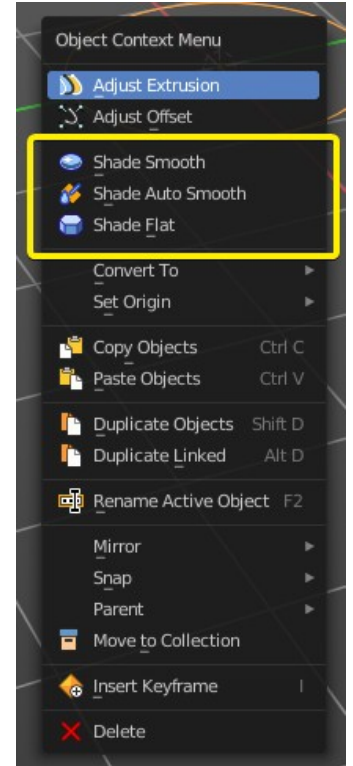 Object Context Menu
Adjust Extrusion
Adjust Offset
Shade Smooth
Shade Auto Smooth
Shade Flat
Convert To
Set Origin
Copy Objects Ctrl C
Paste Objects Ctrl V
Duplicate Objects Shift D
Duplicate Linked Alt D
Rename Active Object F2
Mirror
Snap
Parent
Move to Collection
Insert Keyframe I
Delete